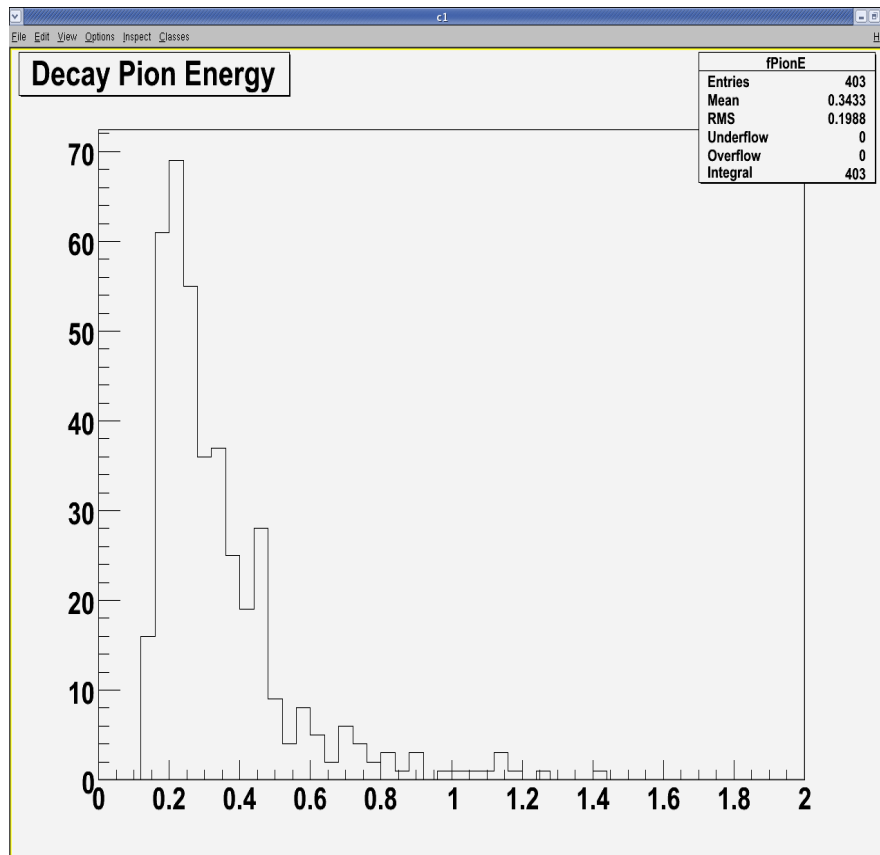 c1
File Edit View Options Inspect Classes H
Decay Pion Energy
fPionE
Entries 403
Mean 0.3433
RMS 0.1988
Underflow 0
Overflow 0
Integral 403
70
60
50
40
30
20
10
0
0 0.2 0.4 0.6 0.8 1 1.2 1.4 1.6 1.8 2